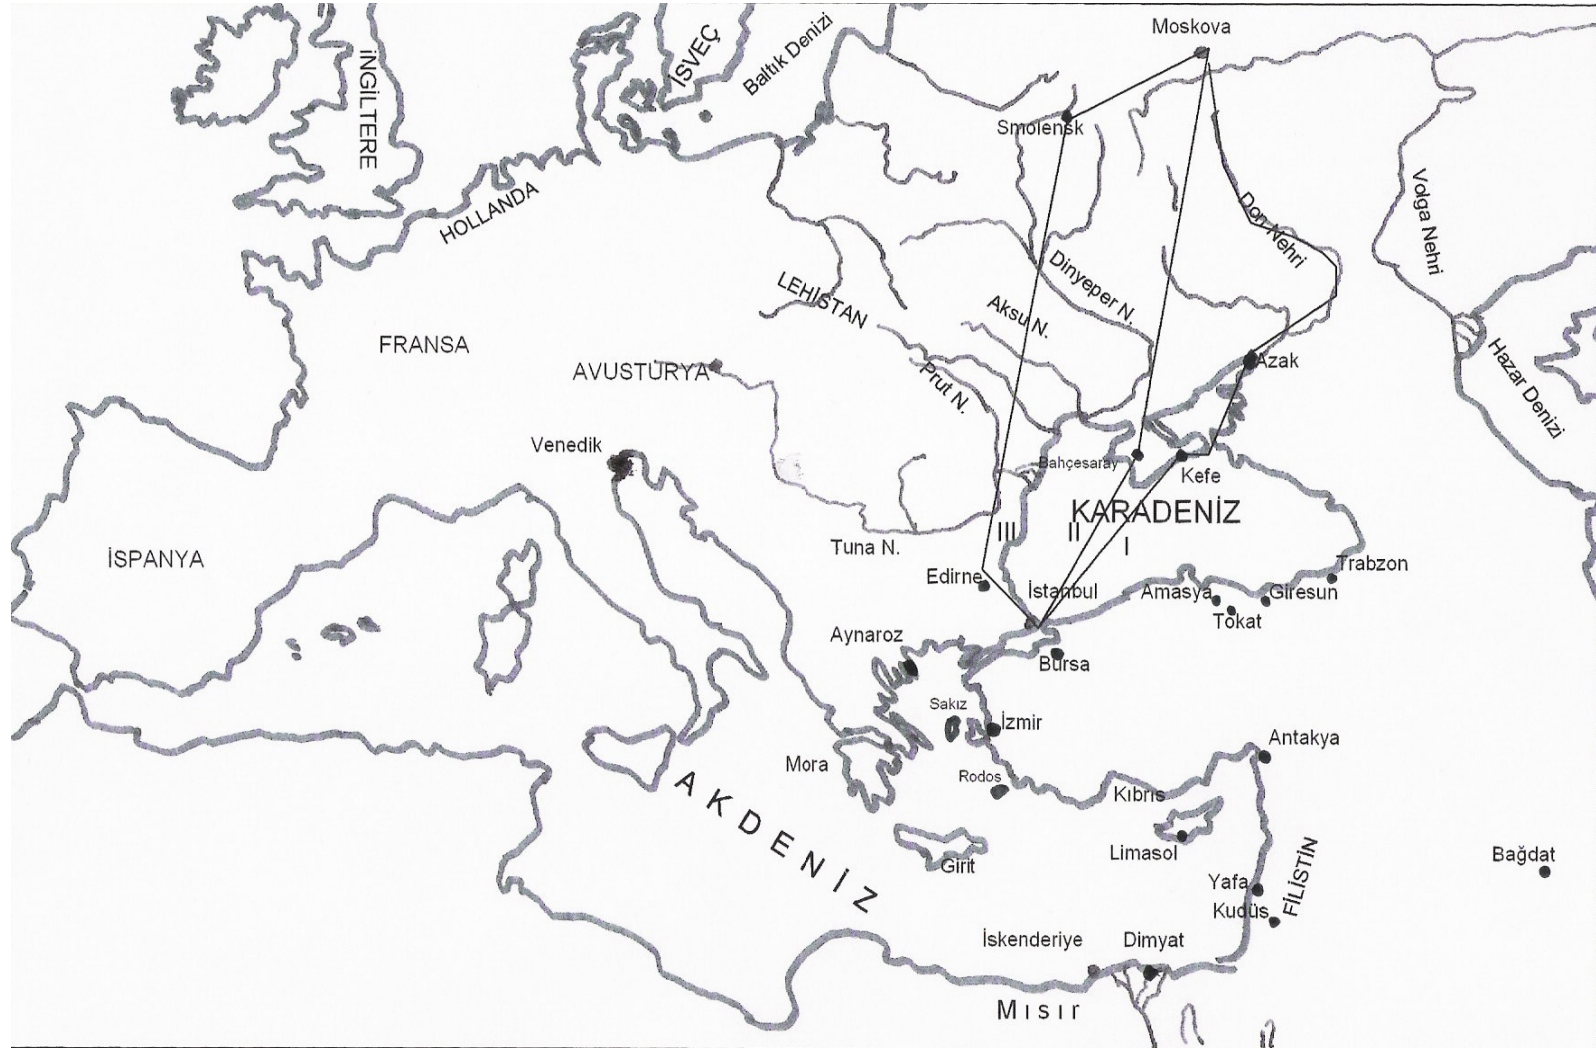 Moskova
İSVEÇ
Baltık Denizi
İNGİLTERE
Smolensk
Volga Nehri
HOLLANDA
Don Nehri
Dinyeper N.
LEHİSTAN
Aksu N.
FRANSA
AVUSTURYA
Prut N.
Azak
Hazar Denizi
Venedik
Bahçesaray
Kefe
KARADENİZ
III
II
I
İSPANYA
Tuna N.
Trabzon
Edirne
İstanbul
Amasya
Giresun
Tokat
Aynaroz
Bursa
Sakız
İzmir
Antakya
Mora
Rodos
Kıbrıs
AKDENİZ
Limasol
Girit
Bağdat
Yafa
FİLİSTİN
Kudüs
İskenderiye
Dimyat
Mısır